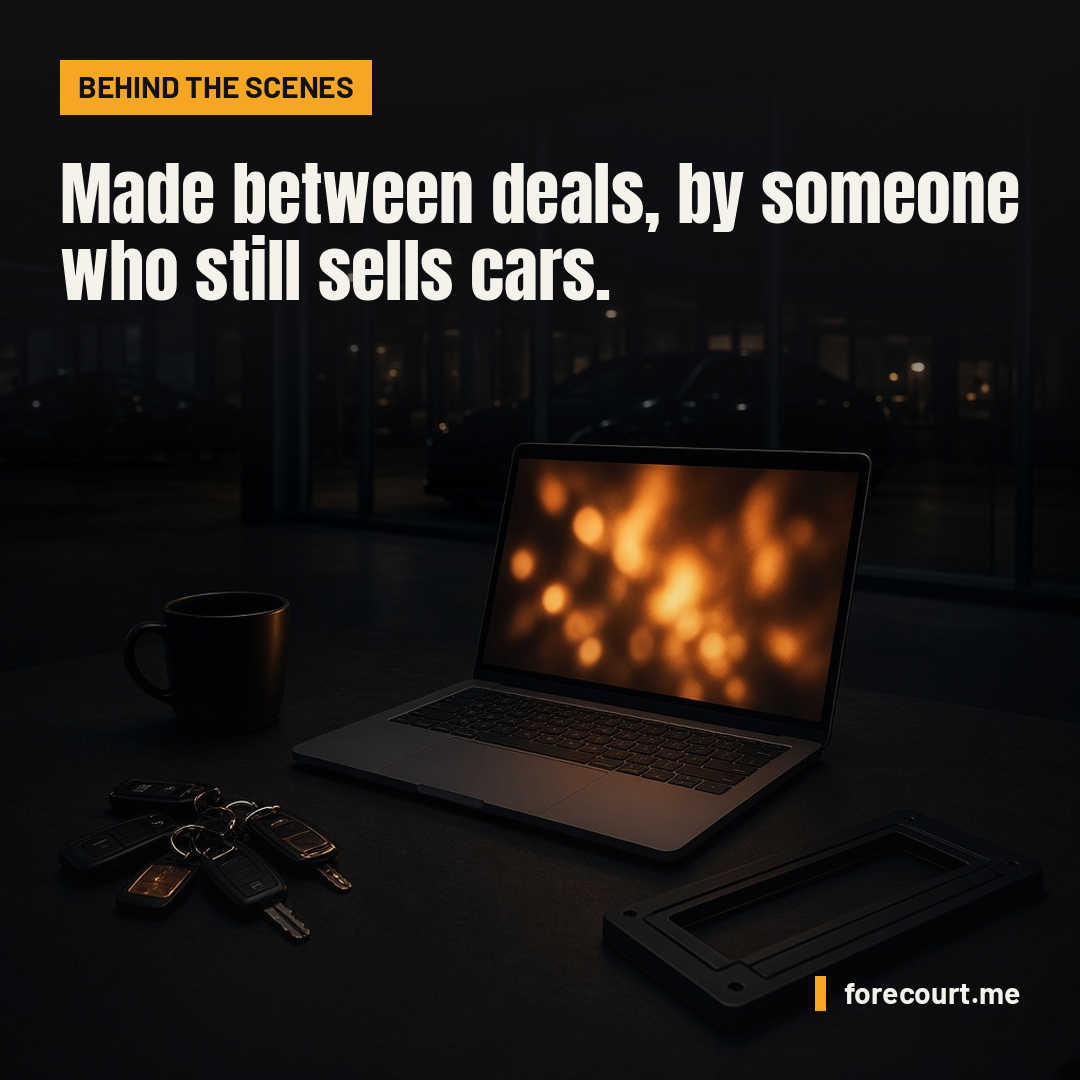 BEHIND THE SCENES
Made between deals, by someone
who still sells cars.
forecourt.me